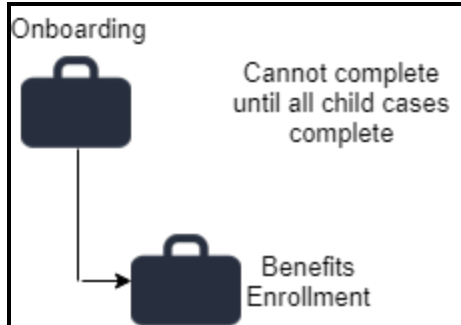 Onboarding
Cannot complete
until all child cases
complete
Benefits
Enrollment